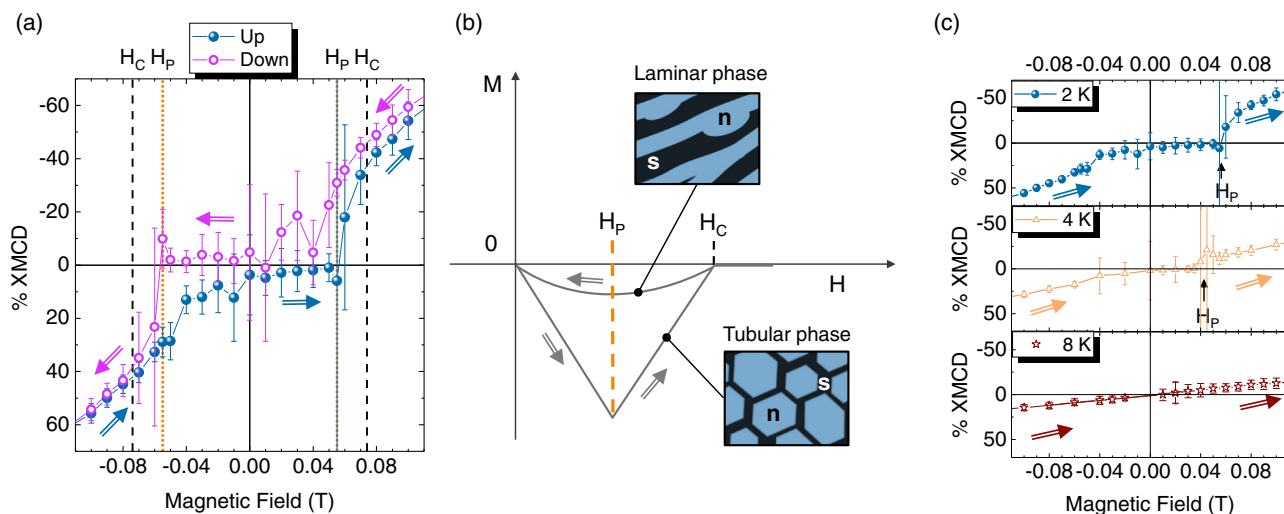 (a)
Up
Down
H_C H_P H_P H_C
-60
-40
-20
0
20
40
60
% XMCD
-0.08 -0.04 0.00 0.04 0.08
Magnetic Field (T)
(b)
M
0
Laminar phase
n
s
H_P
H_C
H
Tubular phase
s
n
(c)
-0.08 -0.04 0.00 0.04 0.08
-50
0
50
% XMCD
2 K
H_P
-50
0
50
% XMCD
4 K
H_P
-50
0
50
% XMCD
8 K
-0.08 -0.04 0.00 0.04 0.08
Magnetic Field (T)